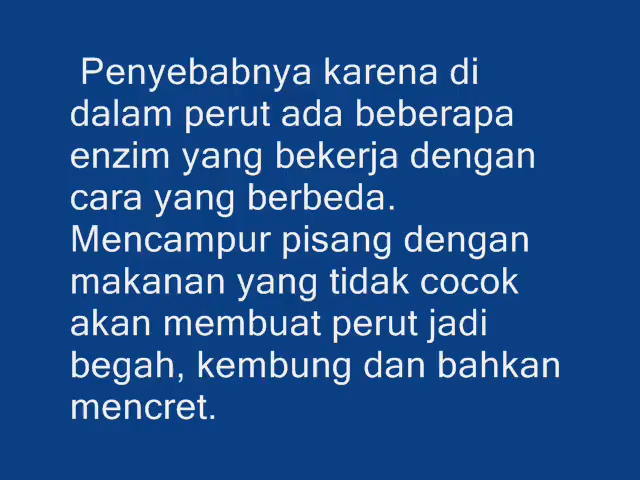 Penyebabnya karena di
dalam perut ada beberapa
enzim yang bekerja dengan
cara yang berbeda.
Mencampur pisang dengan
makanan yang tidak cocok
akan membuat perut jadi
begah, kembung dan bahkan
mencret.